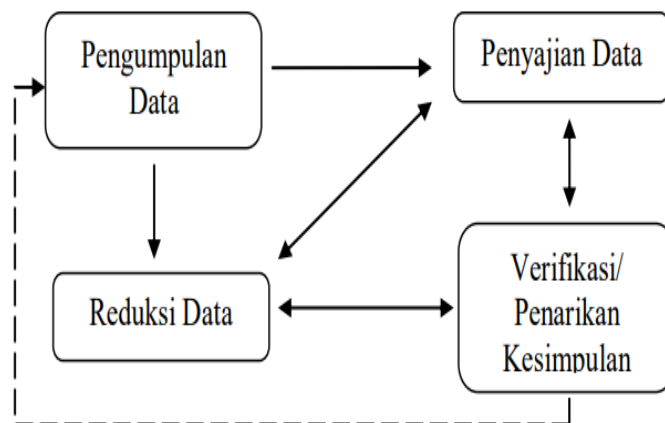 Pengumpulan
Data
Penyajian Data
Reduksi Data
Verifikasi/
Penarikan
Kesimpulan